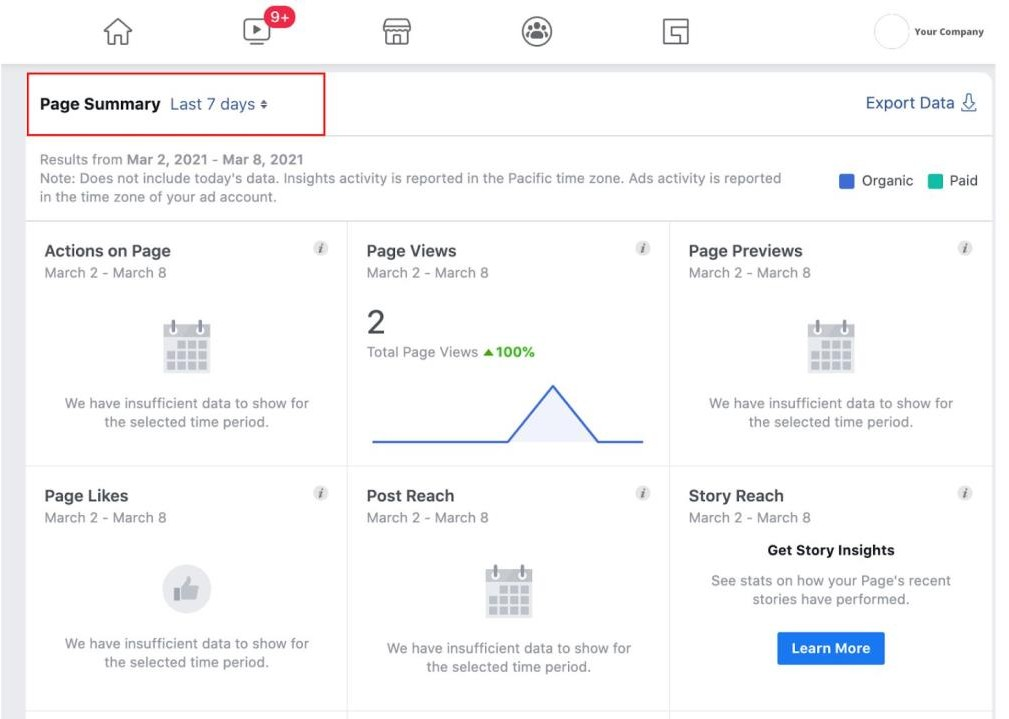 9+
Your Company
Page Summary Last 7 days
Export Data
Results from Mar 2, 2021 - Mar 8, 2021
Note: Does not include today's data. Insights activity is reported in the Pacific time zone. Ads activity is reported
in the time zone of your ad account.
Organic Paid
Actions on Page
March 2 - March 8
We have insufficient data to show for
the selected time period.
Page Views
March 2 - March 8
2
Total Page Views 100%
Page Previews
March 2 - March 8
We have insufficient data to show for
the selected time period.
Page Likes
March 2 - March 8
We have insufficient data to show for
the selected time period.
Post Reach
March 2 - March 8
We have insufficient data to show for
the selected time period.
Story Reach
March 2 - March 8
Get Story Insights
See stats on how your Page's recent
stories have performed.
Learn More